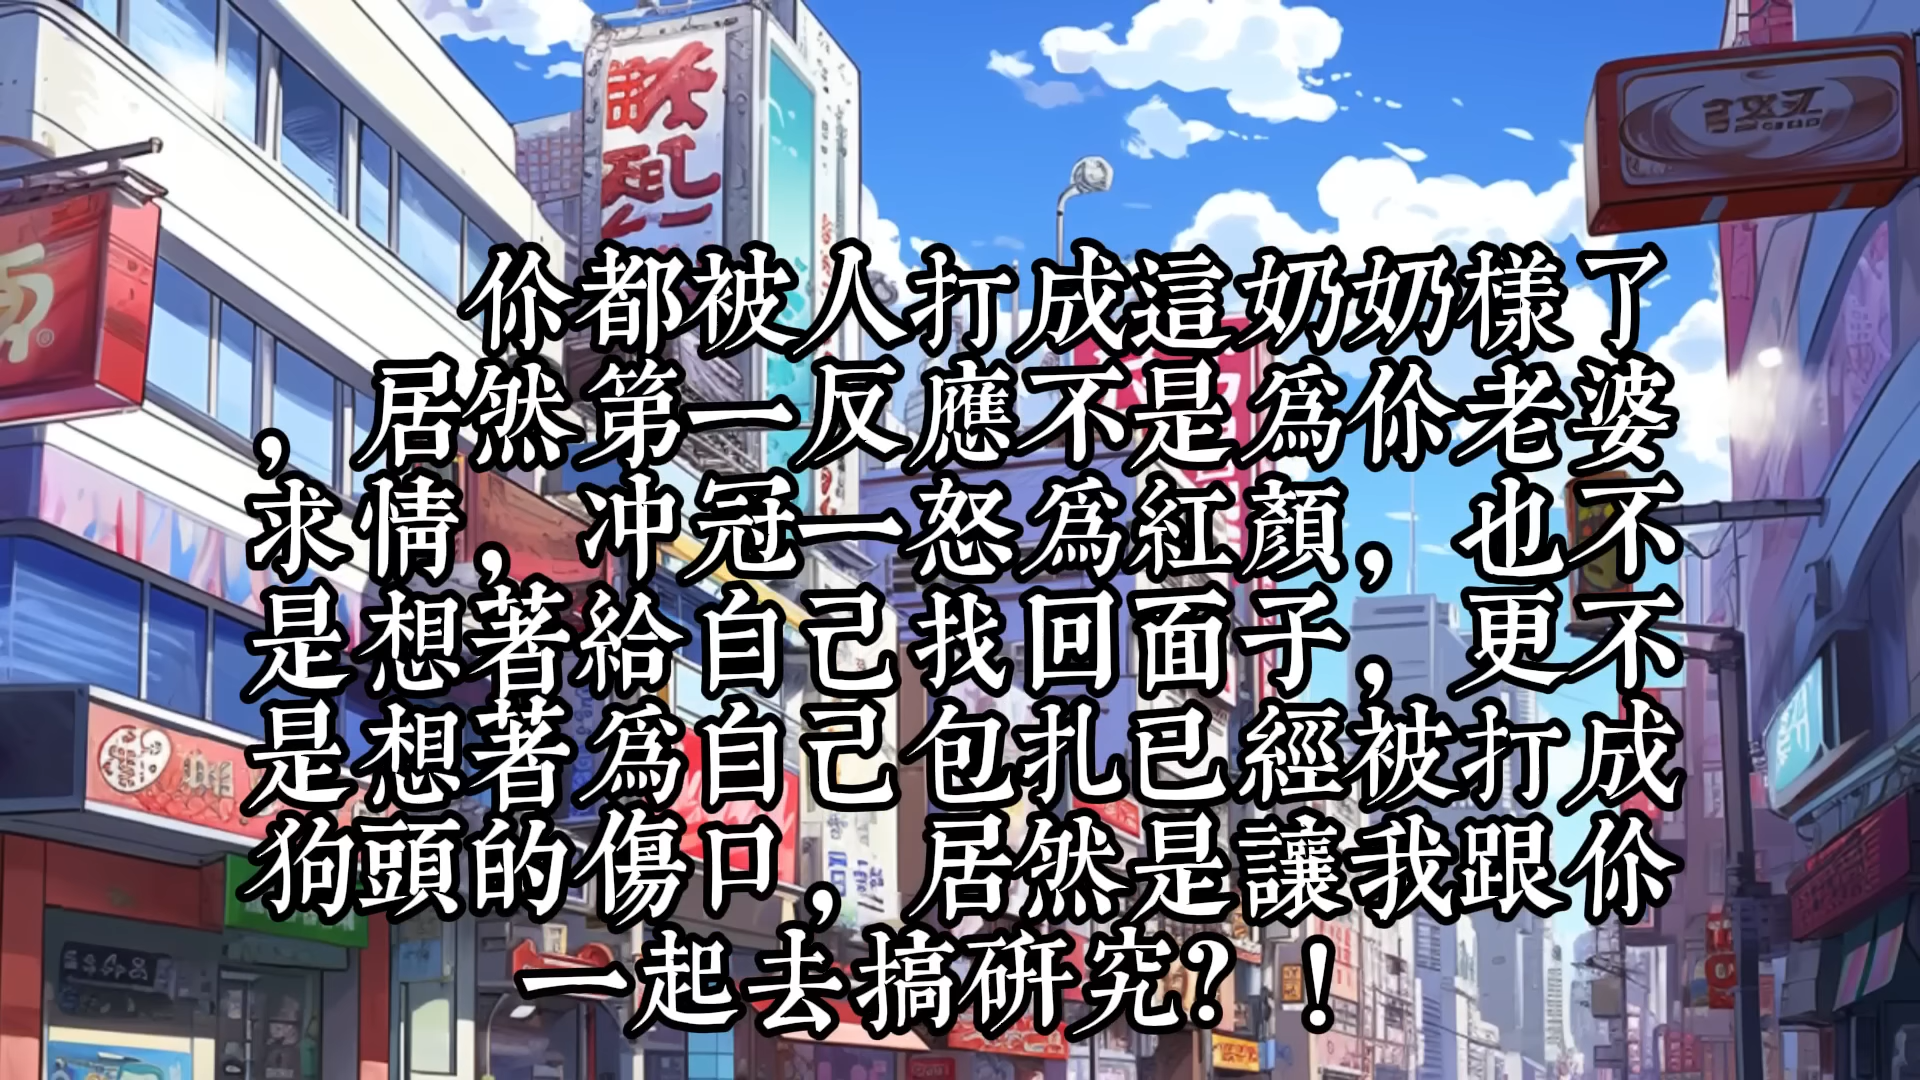 你都被人打成這奶奶樣了
，居然第一反應不是爲你老婆
求情，冲冠一怒爲紅顏，也不
是想著給自己找回面子，更不
是想著爲自己包扎已經被打成
狗頭的傷口，居然是讓我跟你
一起去搞研究？！